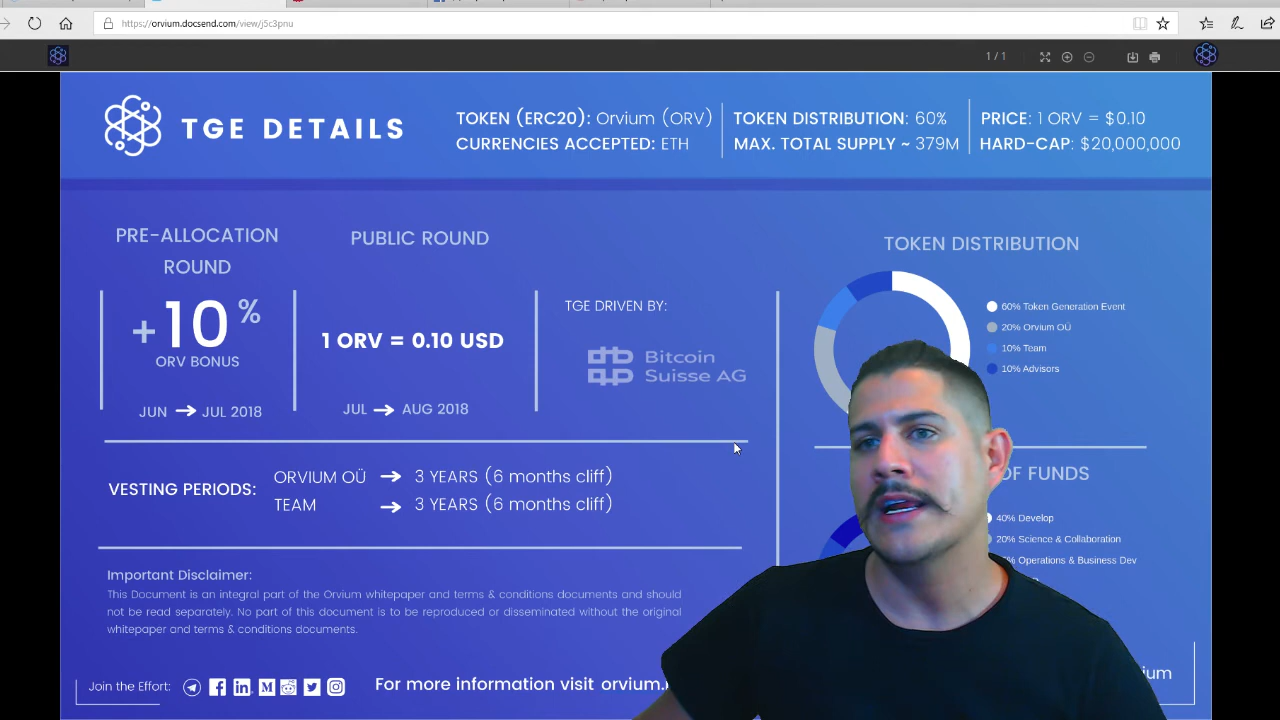 https://orvium.docsend.com/view/j5c3pnu
1 / 1
TGE DETAILS
TOKEN (ERC20): Orvium (ORV)
CURRENCIES ACCEPTED: ETH
TOKEN DISTRIBUTION: 60%
MAX. TOTAL SUPPLY ~ 379M
PRICE: 1 ORV = $0.10
HARD-CAP: $20,000,000
PRE-ALLOCATION
ROUND
+10%
ORV BONUS
JUN → JUL 2018
PUBLIC ROUND
1 ORV = 0.10 USD
JUL → AUG 2018
TGE DRIVEN BY:
Bitcoin
Suisse AG
TOKEN DISTRIBUTION
60% Token Generation Event
20% Orvium OÜ
10% Team
10% Advisors
VESTING PERIODS:
ORVIUM OÜ → 3 YEARS (6 months cliff)
TEAM → 3 YEARS (6 months cliff)
OF FUNDS
40% Develop
20% Science & Collaboration
% Operations & Business Dev
Important Disclaimer:
This Document is an integral part of the Orvium whitepaper and terms & conditions documents and should
not be read separately. No part of this document is to be reproduced or disseminated without the original
whitepaper and terms & conditions documents.
Join the Effort:
For more information visit orvium.
ium